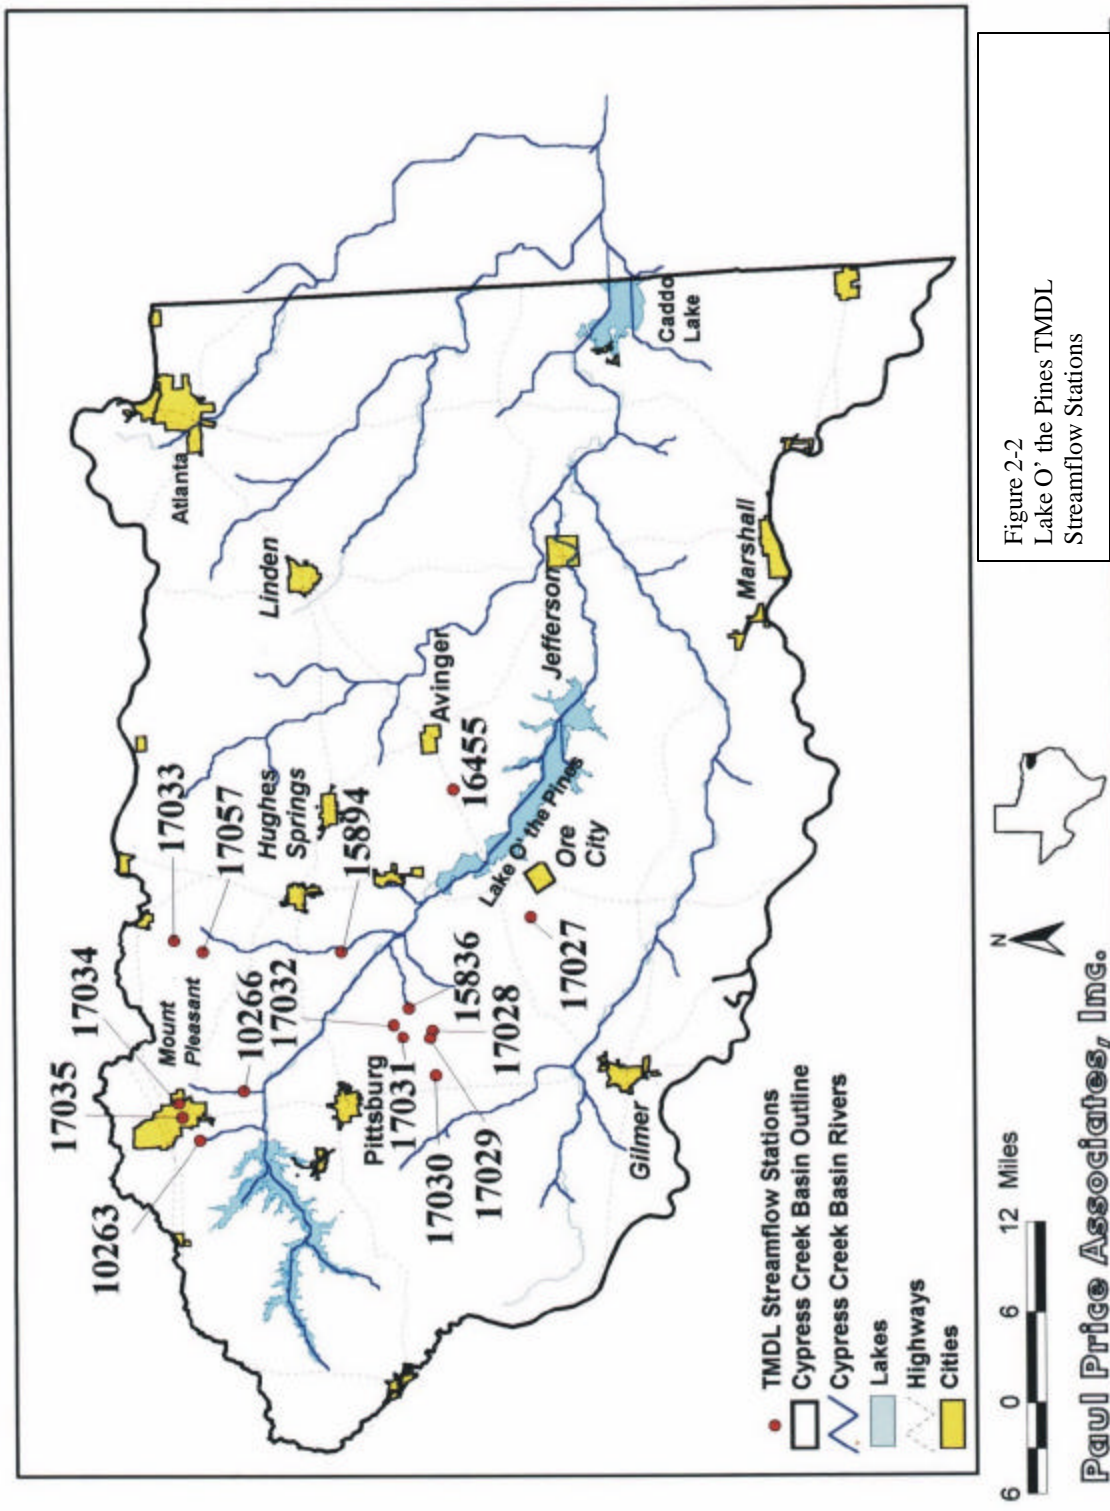 Figure 2-2
Lake O' the Pines TMDL
Streamflow Stations
17035
17034
10263
Mount
Pleasant
17033
17057
10266
17032
Hughes
Springs
15894
Atlanta
Linden
Pittsburg
17031
15836
17028
17030
17029
Avinger
16455
Lake O' the Pines
Ore
City
17027
Jefferson
Caddo
Lake
Marshall
Gilmer
TMDL Streamflow Stations
Cypress Creek Basin Outline
Cypress Creek Basin Rivers
Lakes
Highways
Cities
N
6 0 6 12 Miles
Paul Price Associates, Inc.